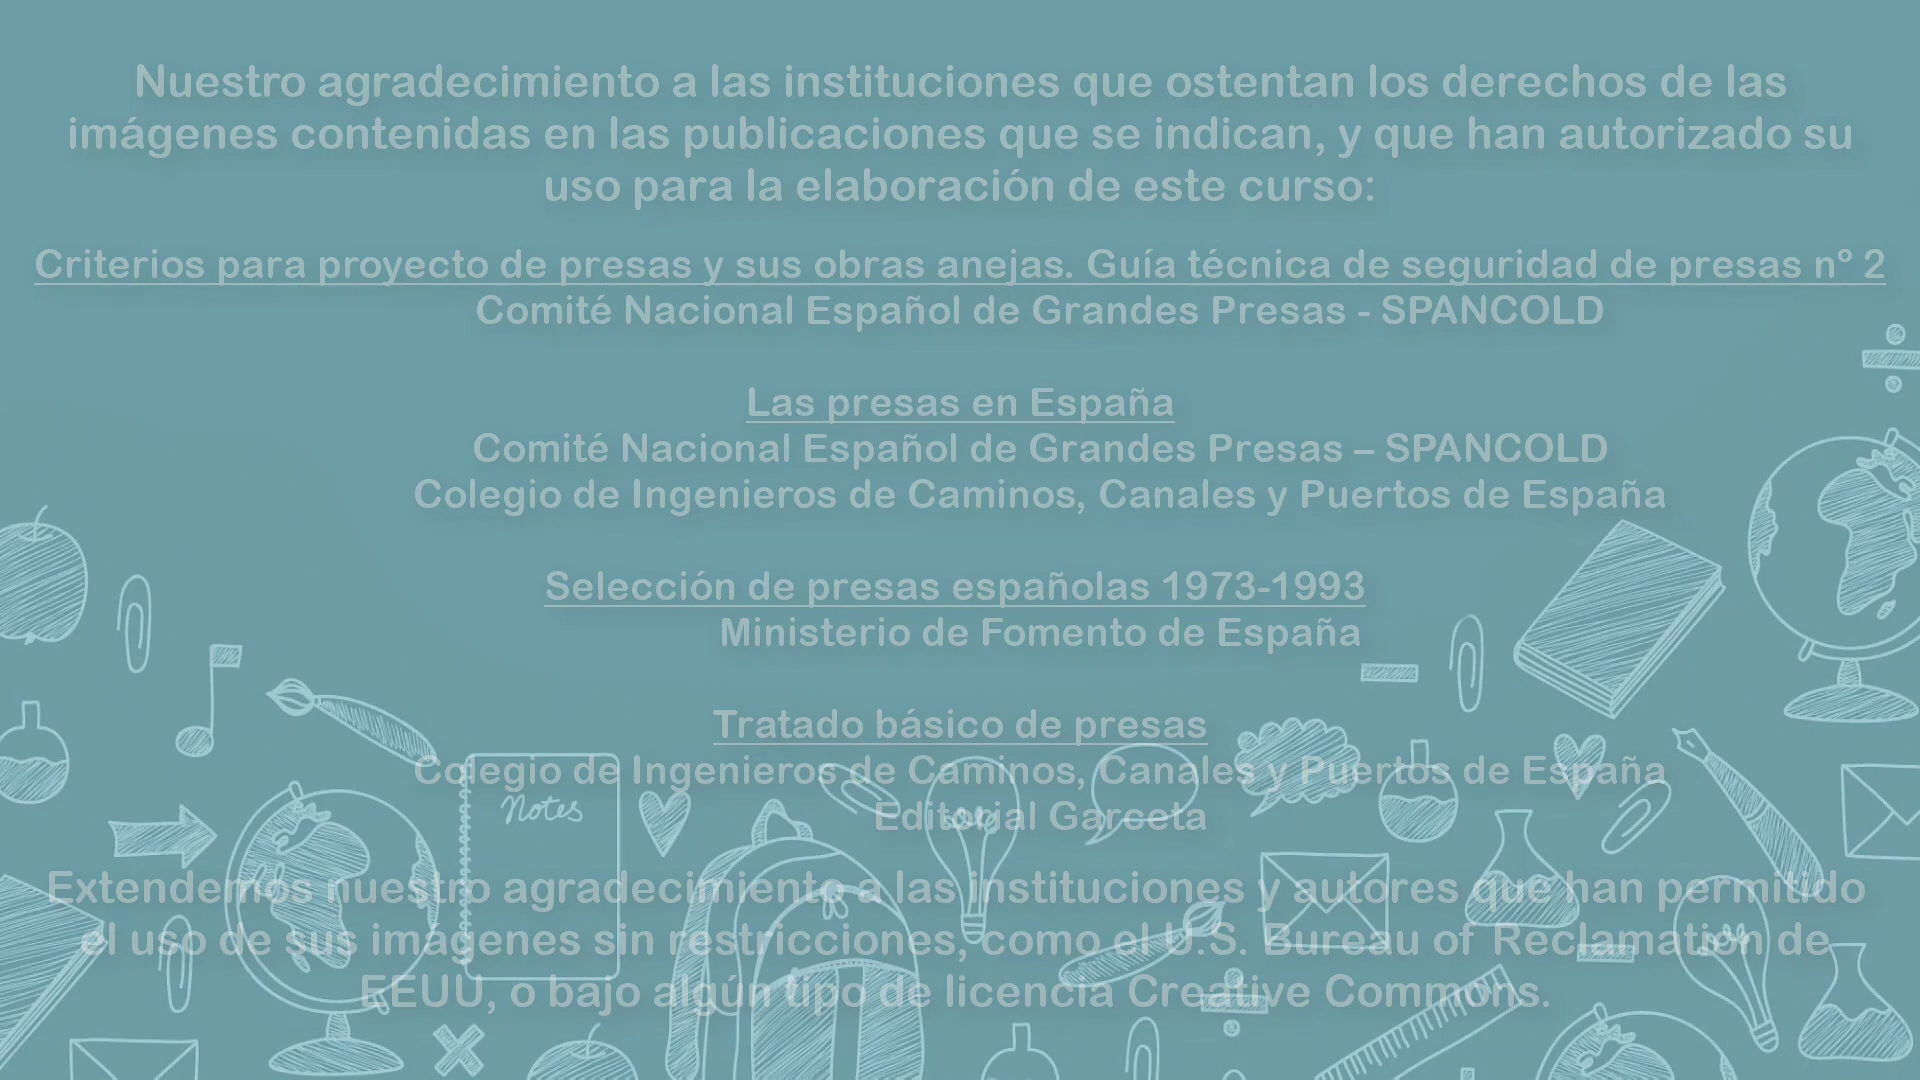 Nuestro agradecimiento a las instituciones que ostentan los derechos de las
imágenes contenidas en las publicaciones que se indican, y que han autorizado su
uso para la elaboración de este curso:
Criterios para proyecto de presas y sus obras anejas. Guía técnica de seguridad de presas nº 2
Comité Nacional Español de Grandes Presas - SPANCOLD
Las presas en España
Comité Nacional Español de Grandes Presas – SPANCOLD
Colegio de Ingenieros de Caminos, Canales y Puertos de España
Selección de presas españolas 1973-1993
Ministerio de Fomento de España
Tratado básico de presas
Colegio de Ingenieros de Caminos, Canales y Puertos de España
Notes
Editorial Garceta
Extendemos nuestro agradecimiento a las instituciones y autores que han permitido
el uso de sus imágenes sin restricciones, como el U.S. Bureau of Reclamation de
EEUU, o bajo algún tipo de licencia Creative Commons.